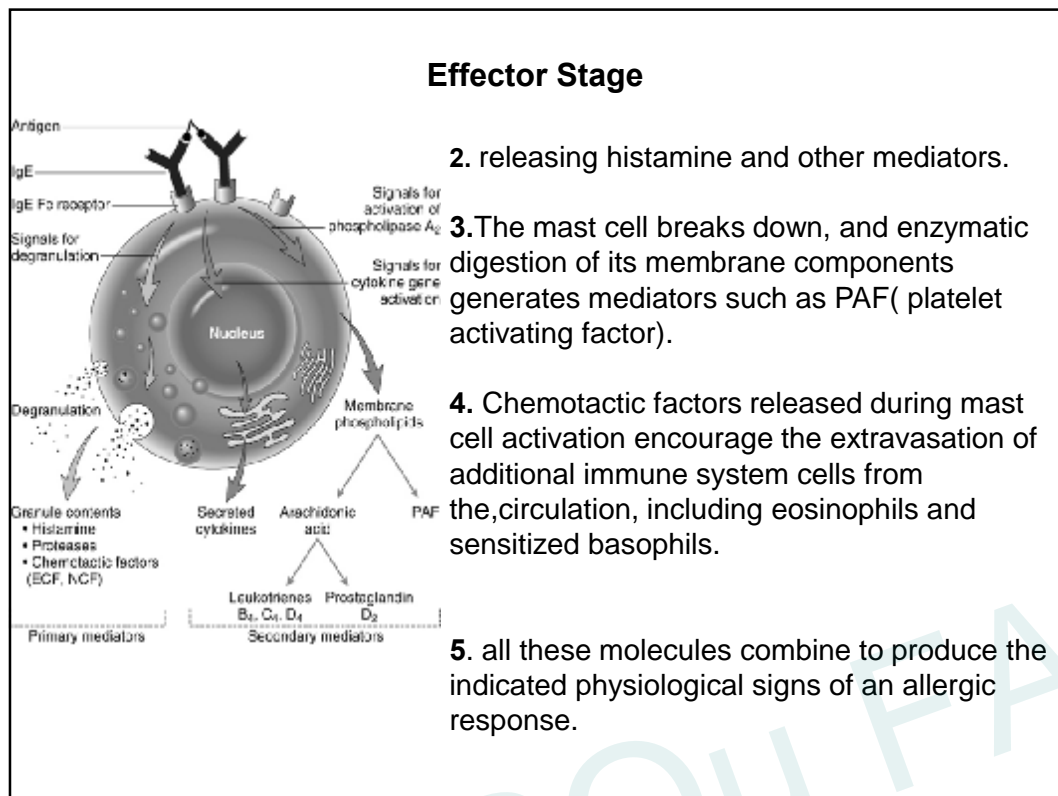 Effector Stage
Antigen
IgE
IgE Fc receptor
Signals for
degranulation
Signals for
activation of
phospholipase A2
Signals for
cytokine gene
activation
Nucleus
Degranulation
Membrane
phospholipids
Granule contents
• Histamine
• Proteases
• Chemotactic factors
(ECF, NCF)
Secreted
cytokines
Arachidonic
acid
PAF
Leukotrienes
B4, C4, D4
Prostaglandin
D2
Primary mediators
Secondary mediators
2. releasing histamine and other mediators.
3.The mast cell breaks down, and enzymatic
digestion of its membrane components
generates mediators such as PAF( platelet
activating factor).
4. Chemotactic factors released during mast
cell activation encourage the extravasation of
additional immune system cells from
the,circulation, including eosinophils and
sensitized basophils.
5. all these molecules combine to produce the
indicated physiological signs of an allergic
response.